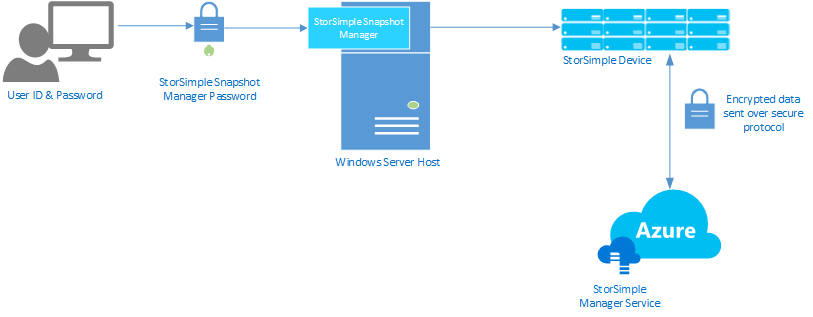 StorSimple Snapshot
Manager
User ID & Password
StorSimple Snapshot
Manager Password
Windows Server Host
StorSimple Device
Encrypted data
sent over secure
protocol
Azure
StorSimple
Manager Service